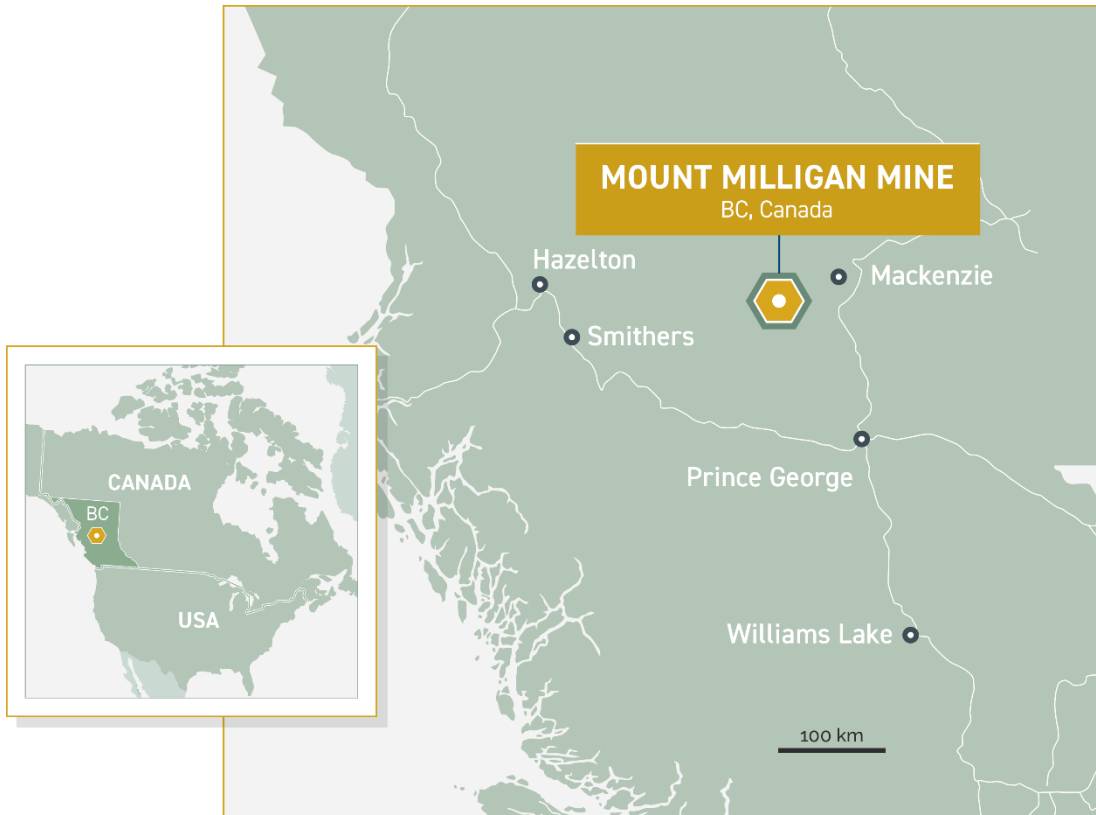 MOUNT MILLIGAN MINE
BC, Canada
Hazelton
Mackenzie
Smithers
Prince George
Williams Lake
100 km
CANADA
BC
USA